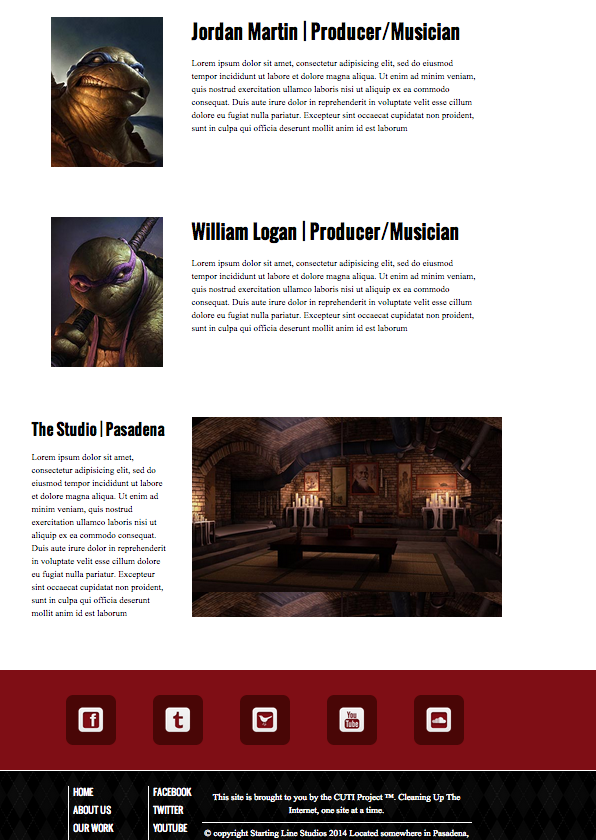 Jordan Martin | Producer/Musician
Lorem ipsum dolor sit amet, consectetur adipisicing elit, sed do eiusmod
tempor incididunt ut labore et dolore magna aliqua. Ut enim ad minim veniam,
quis nostrud exercitation ullamco laboris nisi ut aliquip ex ea commodo
consequat. Duis aute irure dolor in reprehenderit in voluptate velit esse cillum
dolore eu fugiat nulla pariatur. Excepteur sint occaecat cupidatat non proident,
sunt in culpa qui officia deserunt mollit anim id est laborum
William Logan | Producer/Musician
Lorem ipsum dolor sit amet, consectetur adipisicing elit, sed do eiusmod
tempor incididunt ut labore et dolore magna aliqua. Ut enim ad minim veniam,
quis nostrud exercitation ullamco laboris nisi ut aliquip ex ea commodo
consequat. Duis aute irure dolor in reprehenderit in voluptate velit esse cillum
dolore eu fugiat nulla pariatur. Excepteur sint occaecat cupidatat non proident,
sunt in culpa qui officia deserunt mollit anim id est laborum
The Studio | Pasadena
Lorem ipsum dolor sit amet,
consectetur adipisicing elit, sed do
eiusmod tempor incididunt ut labore
et dolore magna aliqua. Ut enim ad
minim veniam, quis nostrud
exercitation ullamco laboris nisi ut
aliquip ex ea commodo consequat.
Duis aute irure dolor in reprehenderit
in voluptate velit esse cillum dolore
eu fugiat nulla pariatur. Excepteur
sint occaecat cupidatat non proident,
sunt in culpa qui officia deserunt
mollit anim id est laborum
f
t
You
Tube
HOME
ABOUT US
OUR WORK
FACEBOOK
TWITTER
YOUTUBE
This site is brought to you by the CUTI Project ™. Cleaning Up The
Internet, one site at a time.
© copyright Starting Line Studios 2014 Located somewhere in Pasadena,